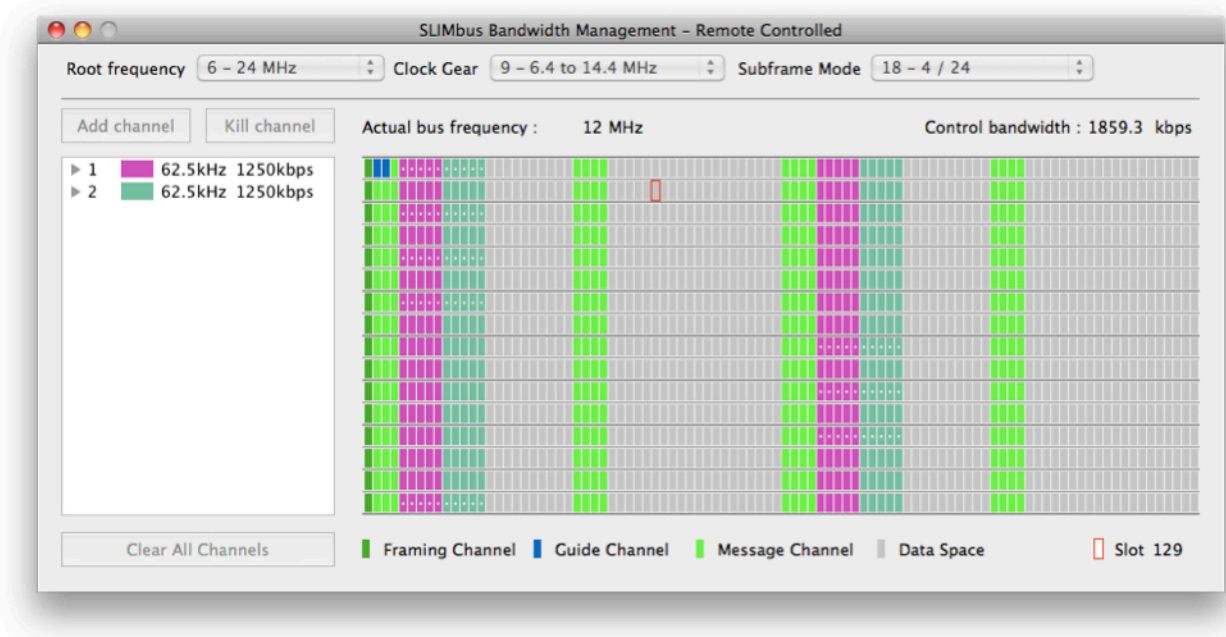 SLIMbus Bandwidth Management – Remote Controlled
Root frequency 6 – 24 MHz Clock Gear 9 – 6.4 to 14.4 MHz Subframe Mode 18 – 4 / 24
Add channel Kill channel Actual bus frequency : 12 MHz Control bandwidth : 1859.3 kbps
1 62.5kHz 1250kbps
2 62.5kHz 1250kbps
Clear All Channels Framing Channel Guide Channel Message Channel Data Space Slot 129